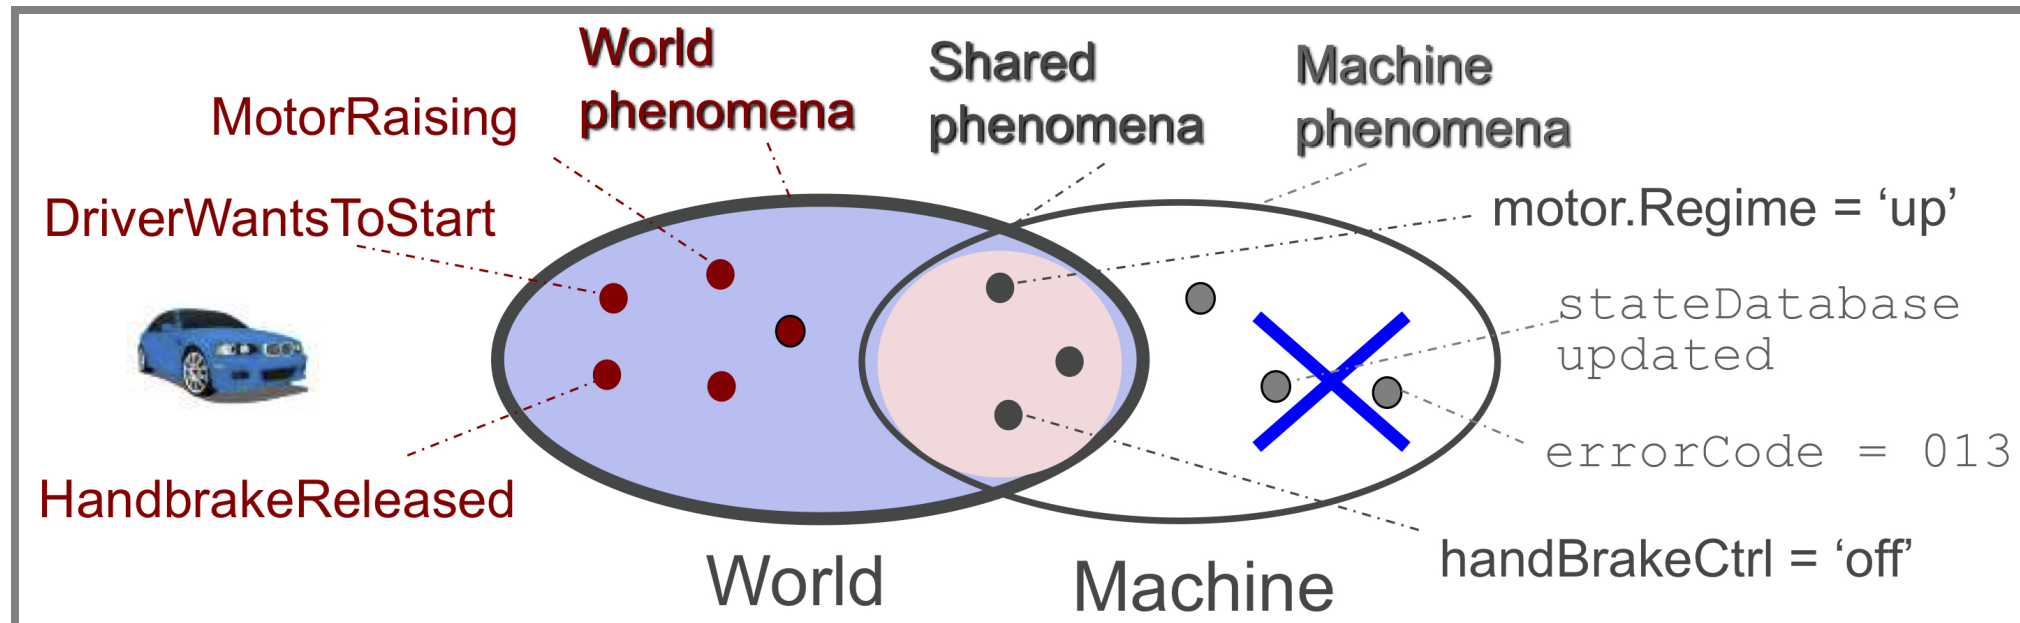 World
phenomena
Shared
phenomena
Machine
phenomena
MotorRaising
DriverWantsToStart
motor.Regime = ‘up’
stateDatabase
updated
errorCode = 013
HandbrakeReleased
handBrakeCtrl = ‘off’
World
Machine